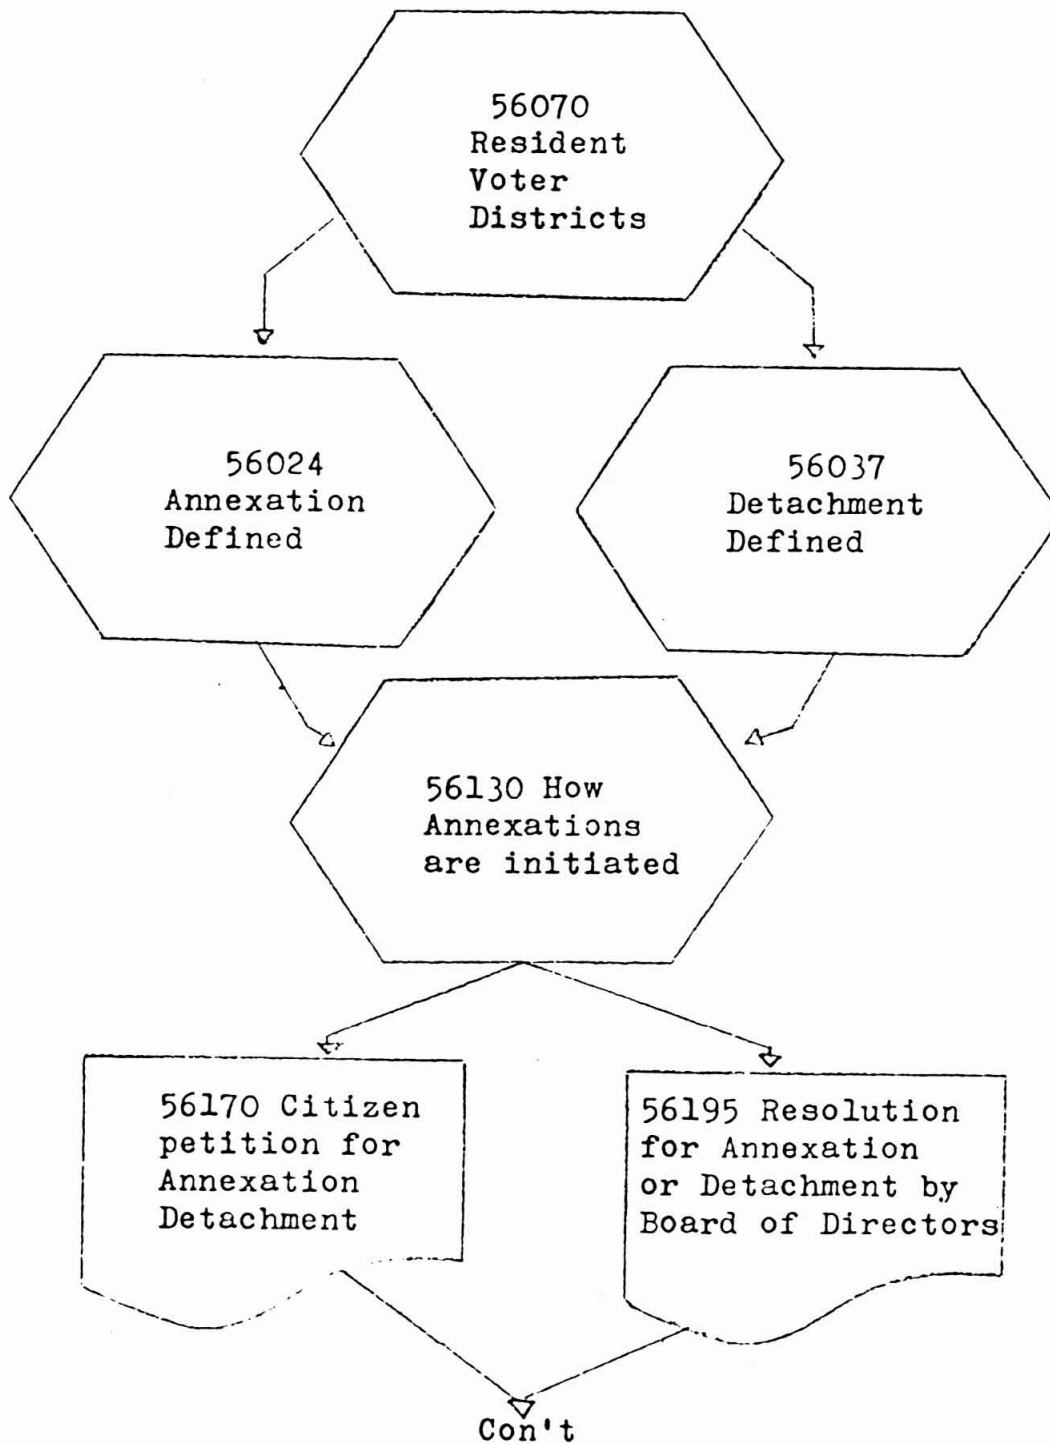 56070
Resident
Voter
Districts
56024
Annexation
Defined
56037
Detachment
Defined
56130 How
Annexations
are initiated
56170 Citizen
petition for
Annexation
Detachment
56195 Resolution
for Annexation
or Detachment by
Board of Directors
Con't